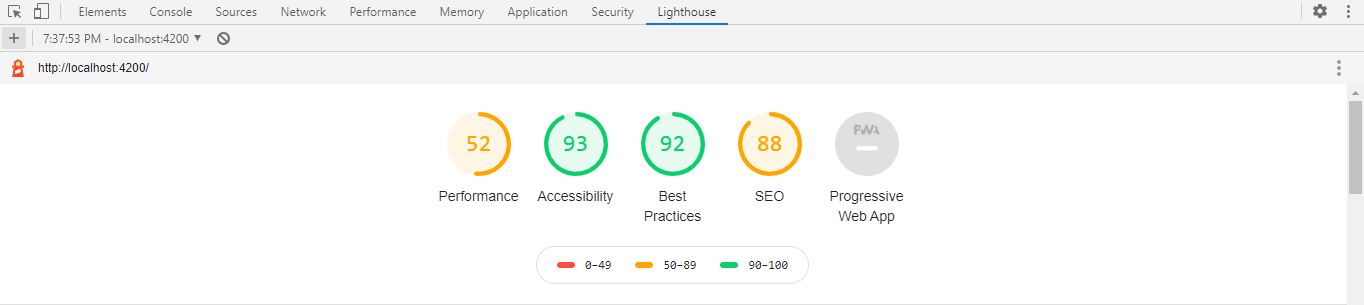 Elements Console Sources Network Performance Memory Application Security Lighthouse
7:37:53 PM - localhost:4200
http://localhost:4200/
52 93 92 88 PWA
Performance Accessibility Best Practices SEO Progressive Web App
0–49 50–89 90–100